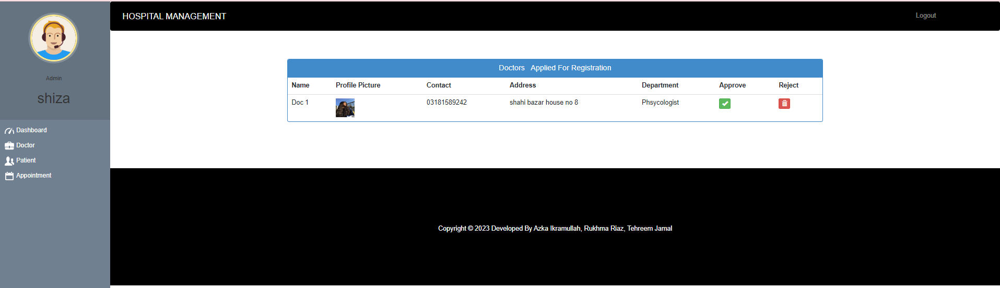 HOSPITAL MANAGEMENT
Logout
Admin
shiza
Dashboard
Doctor
Patient
Appointment
Doctors Applied For Registration
Name Profile Picture Contact Address Department Approve Reject
Doc 1 03181589242 shahi bazar house no 8 Phsycologist
Copyright © 2023 Developed By Azka Ikramullah, Rukhma Riaz, Tehreem Jamal